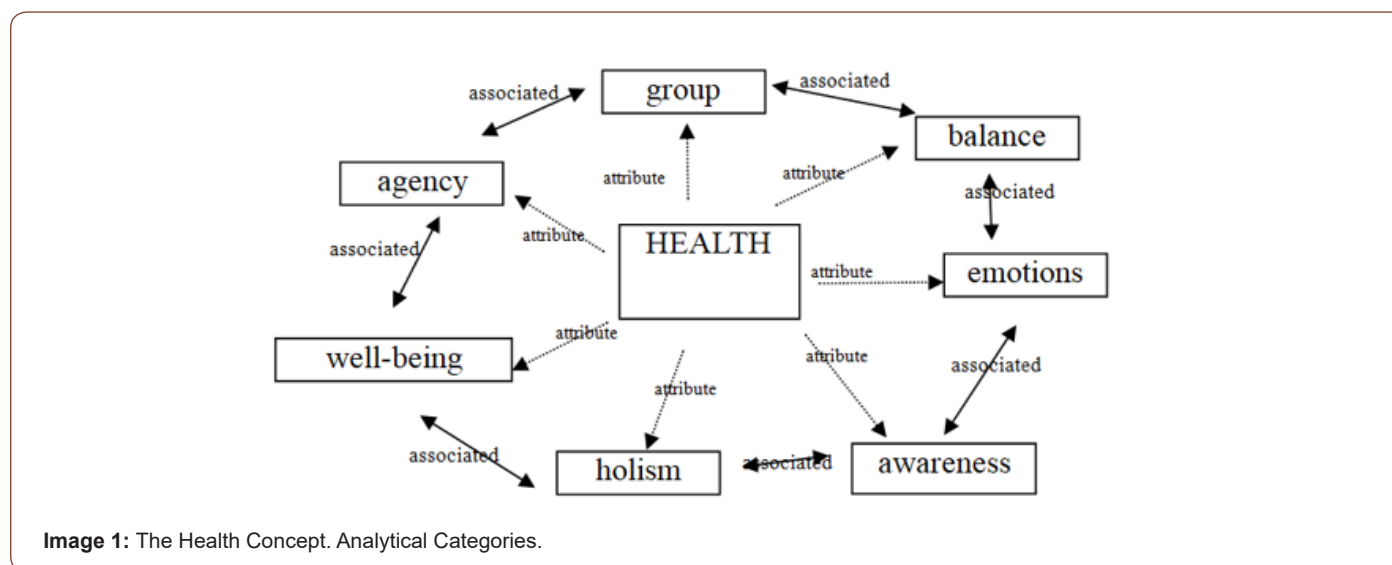 group
associated
associated
balance
agency
attribute
attribute
associated
attribute
HEALTH
associated
attribute
emotions
well-being
attribute
attribute
associated
attribute
associated
holism
associated
awareness
Image 1: The Health Concept. Analytical Categories.